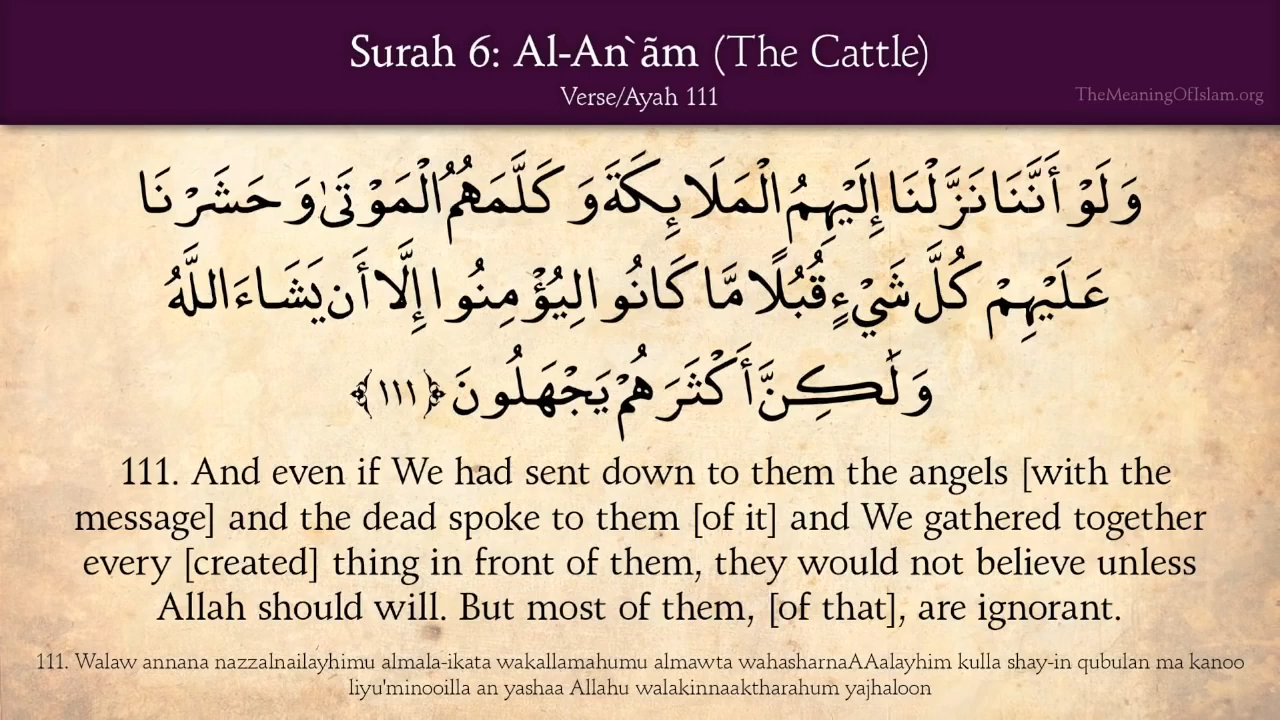 Surah 6: Al-An`ãm (The Cattle)
Verse/Ayah 111
TheMeaningOfIslam.org
وَلَوْ أَنَّنَا نَزَّلْنَا إِلَيْهِمُ الْمَلَائِكَةَ وَكَلَّمَهُمُ الْمَوْتَىٰ وَحَشَرْنَا
عَلَيْهِمْ كُلَّ شَيْءٍ قُبُلًا مَّا كَانُوا لِيُؤْمِنُوا إِلَّا أَن يَشَاءَ اللَّهُ
وَلَٰكِنَّ أَكْثَرَهُمْ يَجْهَلُونَ ﴿١١١﴾
111. And even if We had sent down to them the angels [with the
message] and the dead spoke to them [of it] and We gathered together
every [created] thing in front of them, they would not believe unless
Allah should will. But most of them, [of that], are ignorant.
111. Walaw annana nazzalnailayhimu almala-ikata wakallamahumu almawta wahasharnaAAalayhim kulla shay-in qubulan ma kanoo
liyu'minooilla an yashaa Allahu walakinnaaktharahum yajhaloon